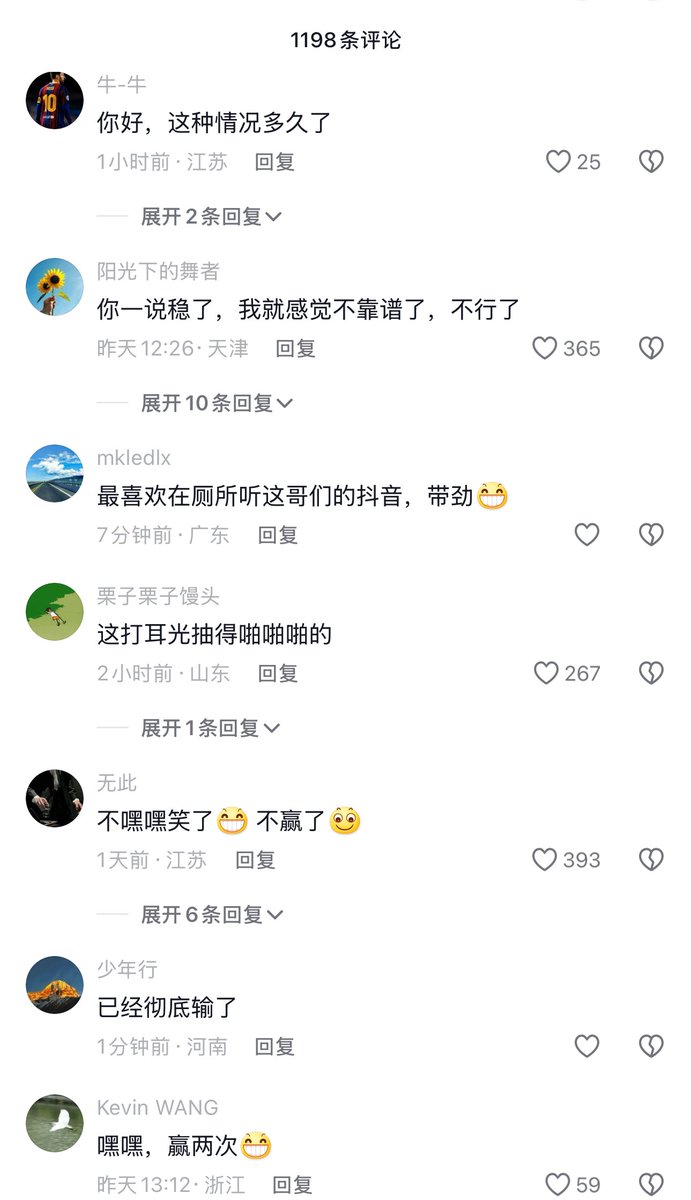 1198条评论
牛-牛
你好，这种情况多久了
1小时前·江苏 回复
25
展开2条回复
阳光下的舞者
你一说稳了，我就感觉不靠谱了，不行了
昨天12:26·天津 回复
365
展开10条回复
mkledlx
最喜欢在厕所听这哥们的抖音，带劲😁
7分钟前·广东 回复
栗子栗子馒头
这打耳光抽得啪啪啪的
2小时前·山东 回复
267
展开1条回复
无此
不嘿嘿笑了😁 不赢了🙄
1天前·江苏 回复
393
展开6条回复
少年行
已经彻底输了
1分钟前·河南 回复
Kevin WANG
嘿嘿，赢两次😁
昨天13:12·浙江 回复
59